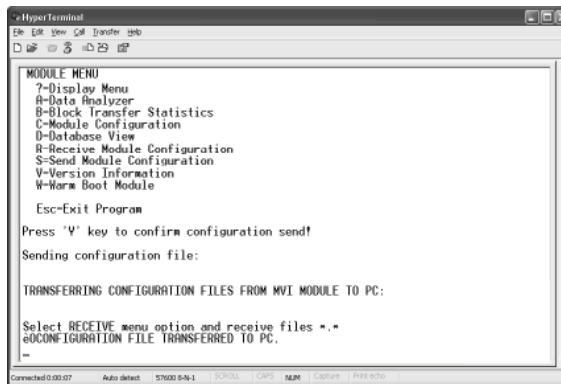 HyperTerminal
File Edit View Call Transfer Help
MODULE MENU
?=Display Menu
A=Data Analyzer
B=Block Transfer Statistics
C=Module Configuration
D=Database View
R=Receive Module Configuration
S=Send Module Configuration
V=Version Information
W=Warm Boot Module
Esc=Exit Program
Press 'Y' key to confirm configuration send!
Sending configuration file:
TRANSFERRING CONFIGURATION FILES FROM MVI MODULE TO PC:
Select RECEIVE menu option and receive files *.*
èOCONFIGURATION FILE TRANSFERRED TO PC.
_
Connected 0:00:07 Auto detect 57600 8-N-1 SCROLL CAPS NUM Capture Print echo